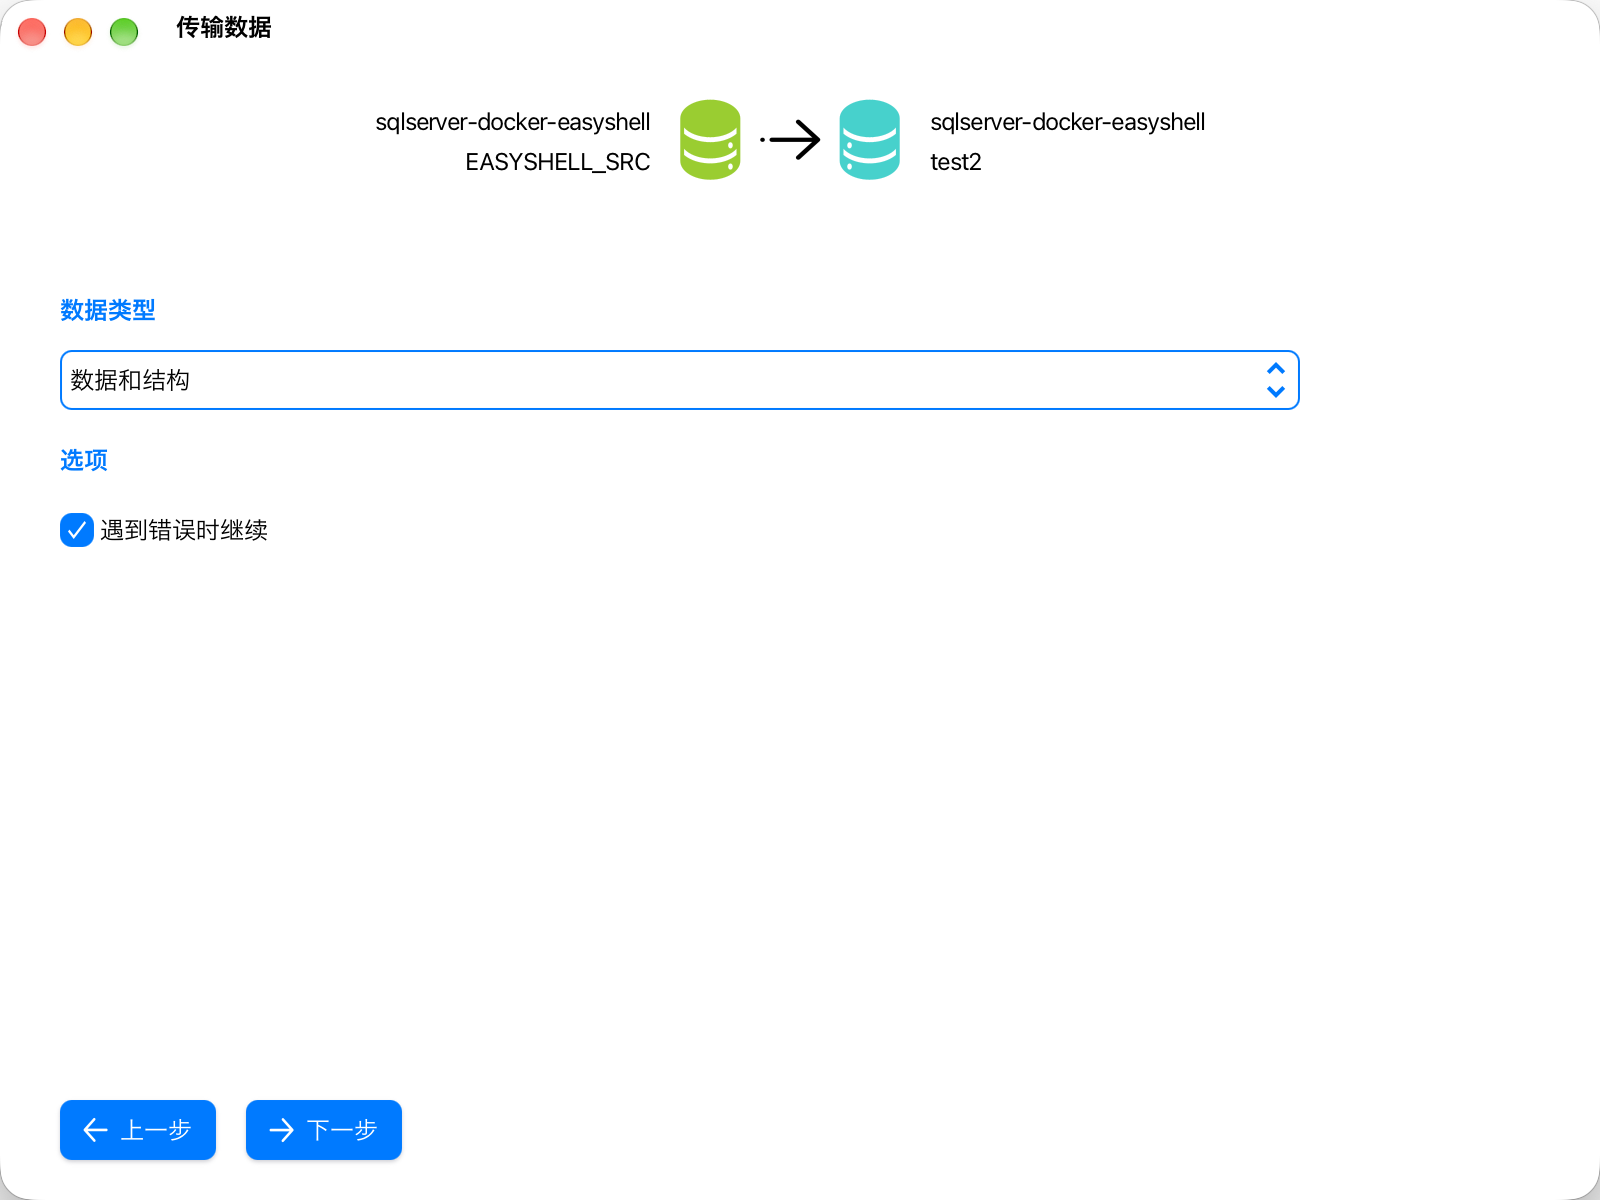 传输数据
sqlserver-docker-easyshell
EASYSHELL_SRC
sqlserver-docker-easyshell
test2
数据类型
数据和结构
选项
遇到错误时继续
上一步
下一步